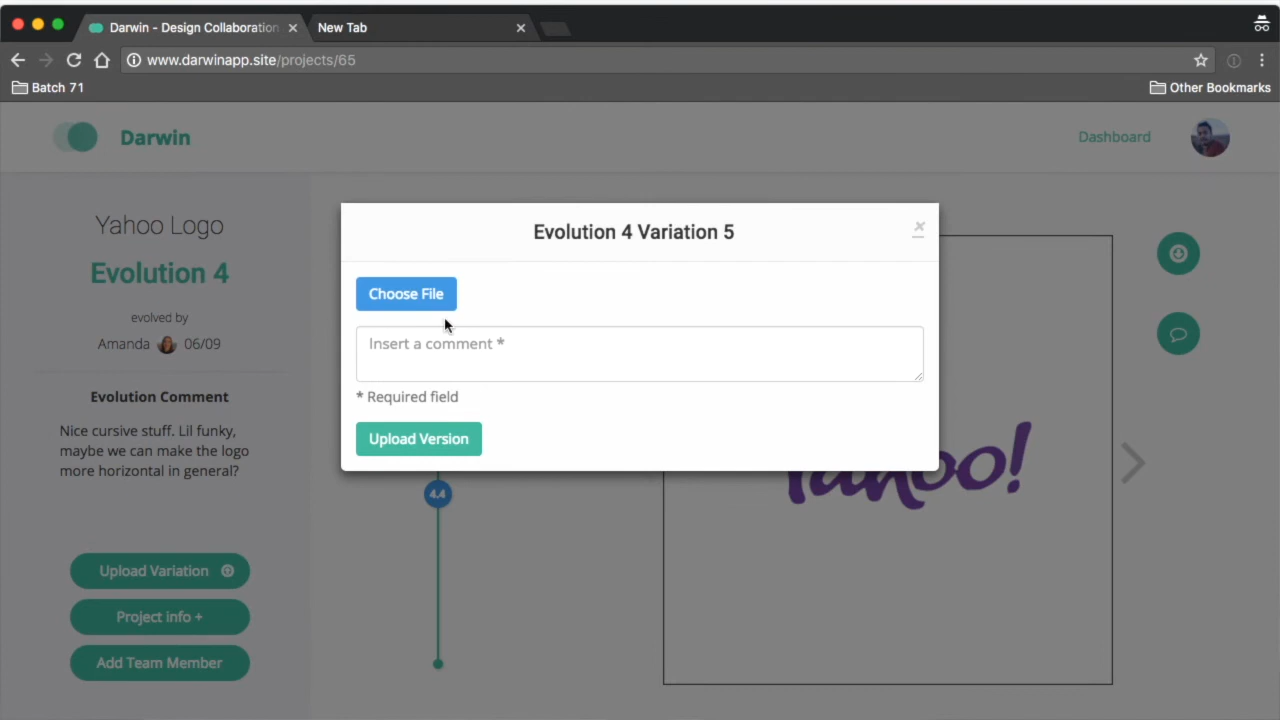 Darwin - Design Collaboration
New Tab
www.darwinapp.site/projects/65
Batch 71
Other Bookmarks
Darwin
Dashboard
Yahoo Logo
Evolution 4
evolved by
Amanda 06/09
Evolution Comment
Nice cursive stuff. Lil funky,
maybe we can make the logo
more horizontal in general?
Upload Variation
Project info +
Add Team Member
Evolution 4 Variation 5
×
Choose File
Insert a comment *
* Required field
Upload Version
4.4
Yahoo!